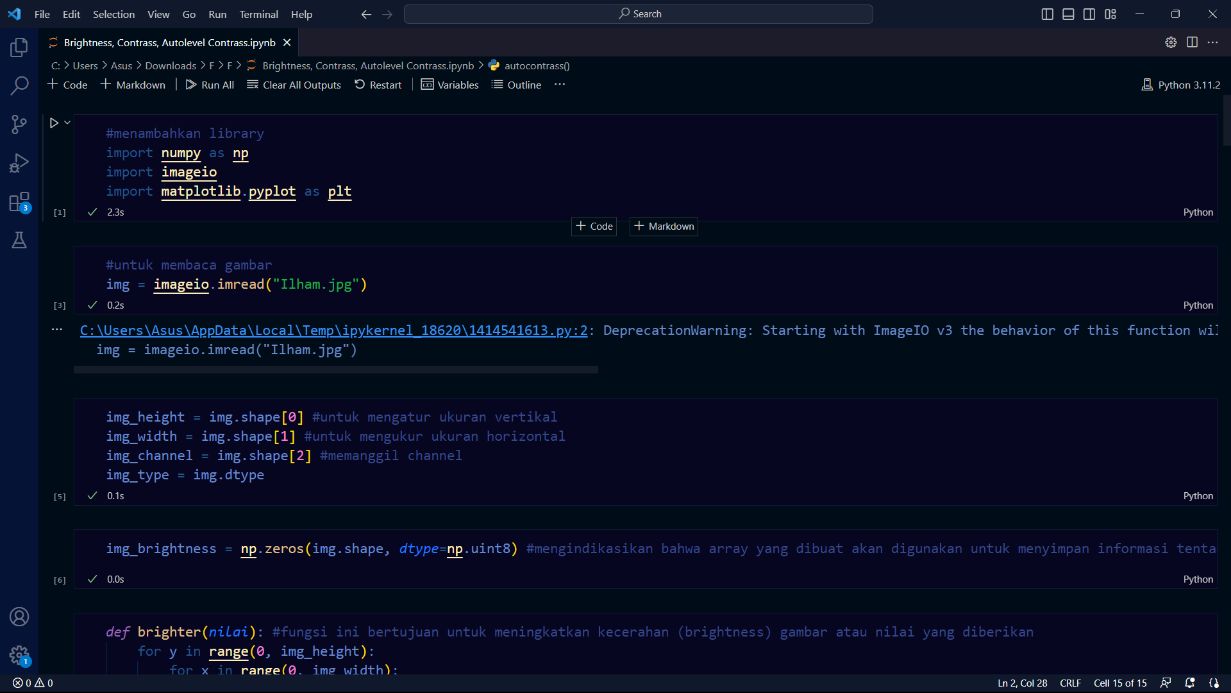 File Edit Selection View Go Run Terminal Help
Search
Brightness, Contrass, Autolevel Contrass.ipynb
C: > Users > Asus > Downloads > F > F > Brightness, Contrass, Autolevel Contrass.ipynb > autocontrass()
+ Code + Markdown | Run All Clear All Outputs Restart | Variables Outline ...
Python 3.11.2
#menambahkan library
import numpy as np
import imageio
import matplotlib.pyplot as plt
[1] 2.3s Python
+ Code + Markdown
#untuk membaca gambar
img = imageio.imread("Ilham.jpg")
[3] 0.2s Python
... C:\Users\Asus\AppData\Local\Temp\ipykernel_18620\1414541613.py:2: DeprecationWarning: Starting with ImageIO v3 the behavior of this function wil
img = imageio.imread("Ilham.jpg")
img_height = img.shape[0] #untuk mengatur ukuran vertikal
img_width = img.shape[1] #untuk mengukur ukuran horizontal
img_channel = img.shape[2] #memanggil channel
img_type = img.dtype
[5] 0.1s Python
img_brightness = np.zeros(img.shape, dtype=np.uint8) #mengindikasikan bahwa array yang dibuat akan digunakan untuk menyimpan informasi tenta
[6] 0.0s Python
def brighter(nilai): #fungsi ini bertujuan untuk meningkatkan kecerahan (brightness) gambar atau nilai yang diberikan
for y in range(0, img_height):
for x in range(0, img_width):
3
1
0 0
Ln 2, Col 28 CRLF Cell 15 of 15